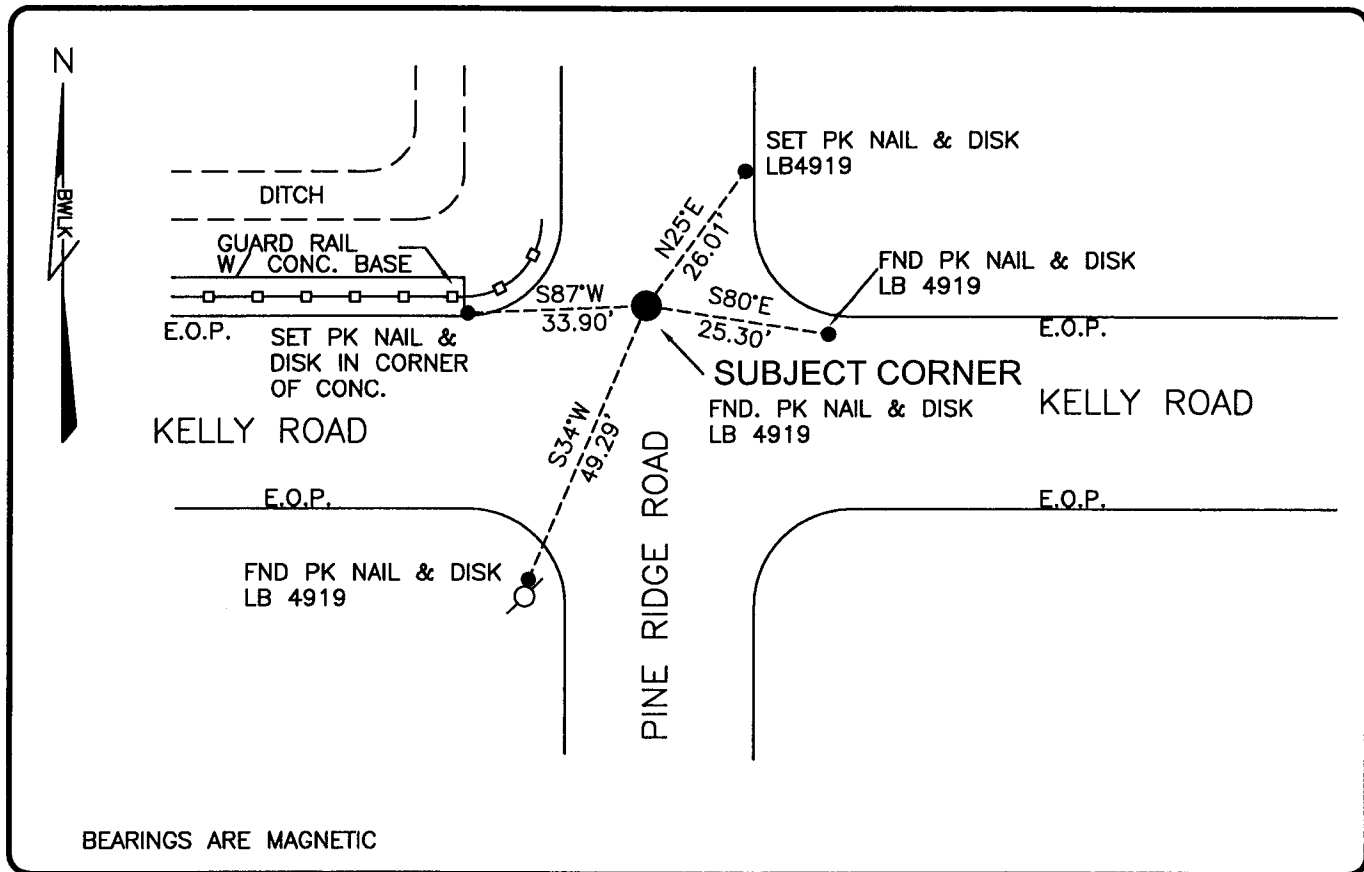 N
BWLK
DITCH
GUARD RAIL
W CONC. BASE
E.O.P.
SET PK NAIL &
DISK IN CORNER
OF CONC.
KELLY ROAD
S87°W
33.90'
N25°E
26.01'
SET PK NAIL & DISK
LB4919
FND PK NAIL & DISK
LB 4919
S80°E
25.30'
E.O.P.
SUBJECT CORNER
FND. PK NAIL & DISK
LB 4919
KELLY ROAD
S34°W
49.29'
PINE RIDGE ROAD
E.O.P.
E.O.P.
FND PK NAIL & DISK
LB 4919
BEARINGS ARE MAGNETIC